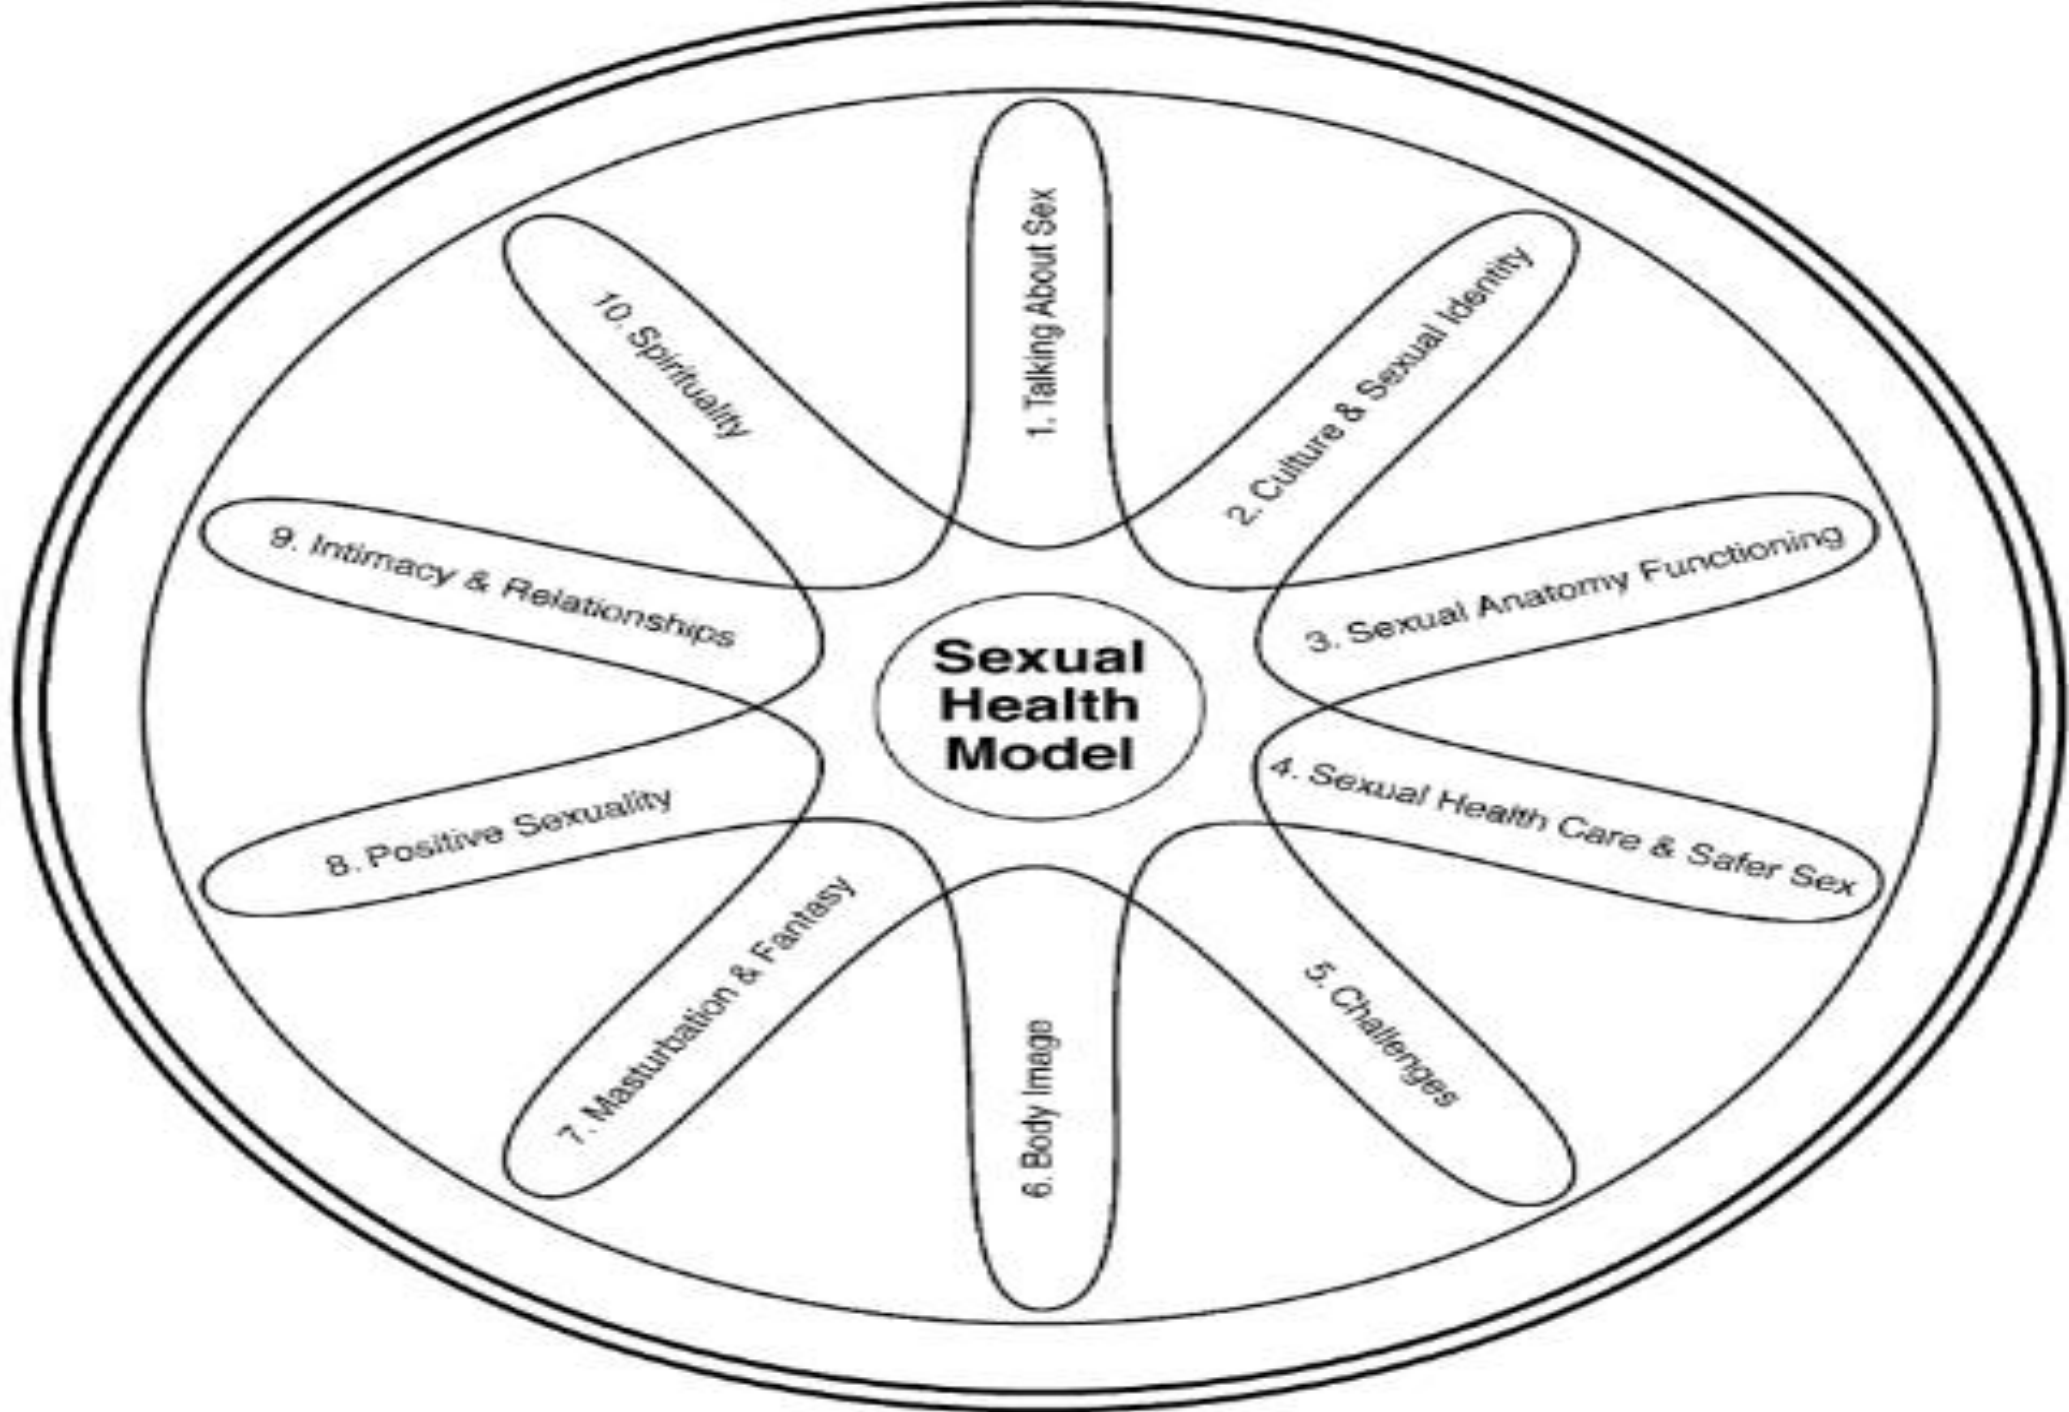 1. Talking About Sex
2. Culture & Sexual Identity
3. Sexual Anatomy Functioning
4. Sexual Health Care & Safer Sex
5. Challenges
6. Body Image
7. Masturbation & Fantasy
8. Positive Sexuality
9. Intimacy & Relationships
10. Spirituality
Sexual
Health
Model